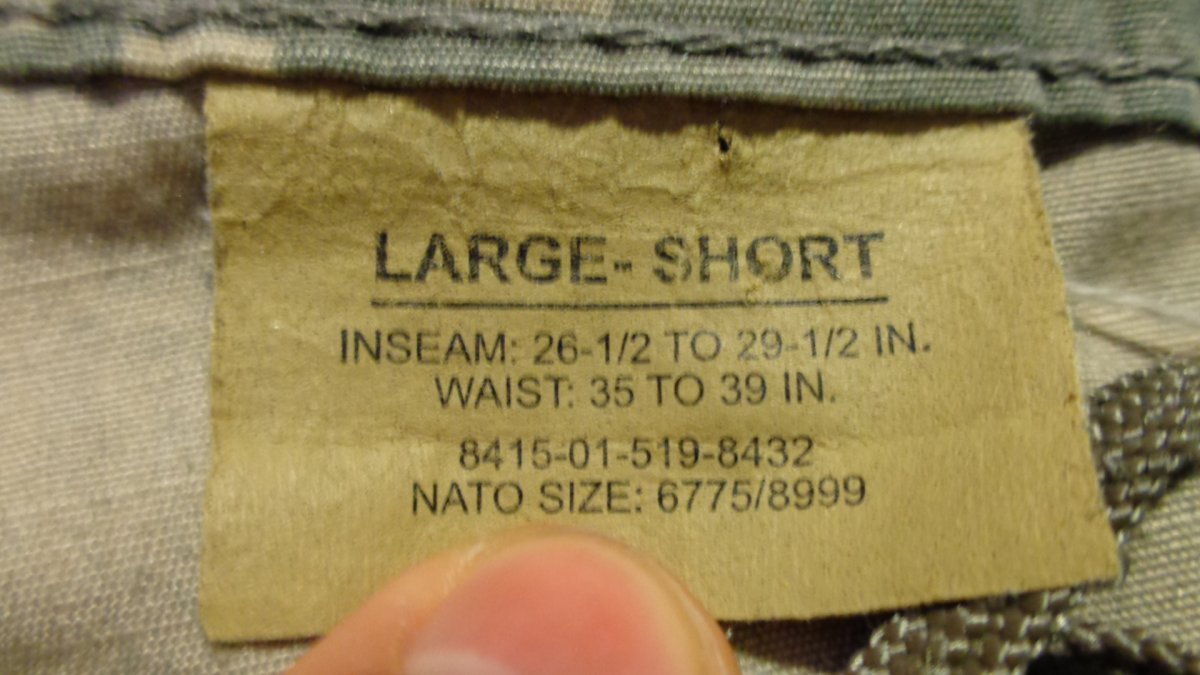 LARGE- SHORT
INSEAM: 26-1/2 TO 29-1/2 IN.
WAIST: 35 TO 39 IN.
8415-01-519-8432
NATO SIZE: 6775/8999